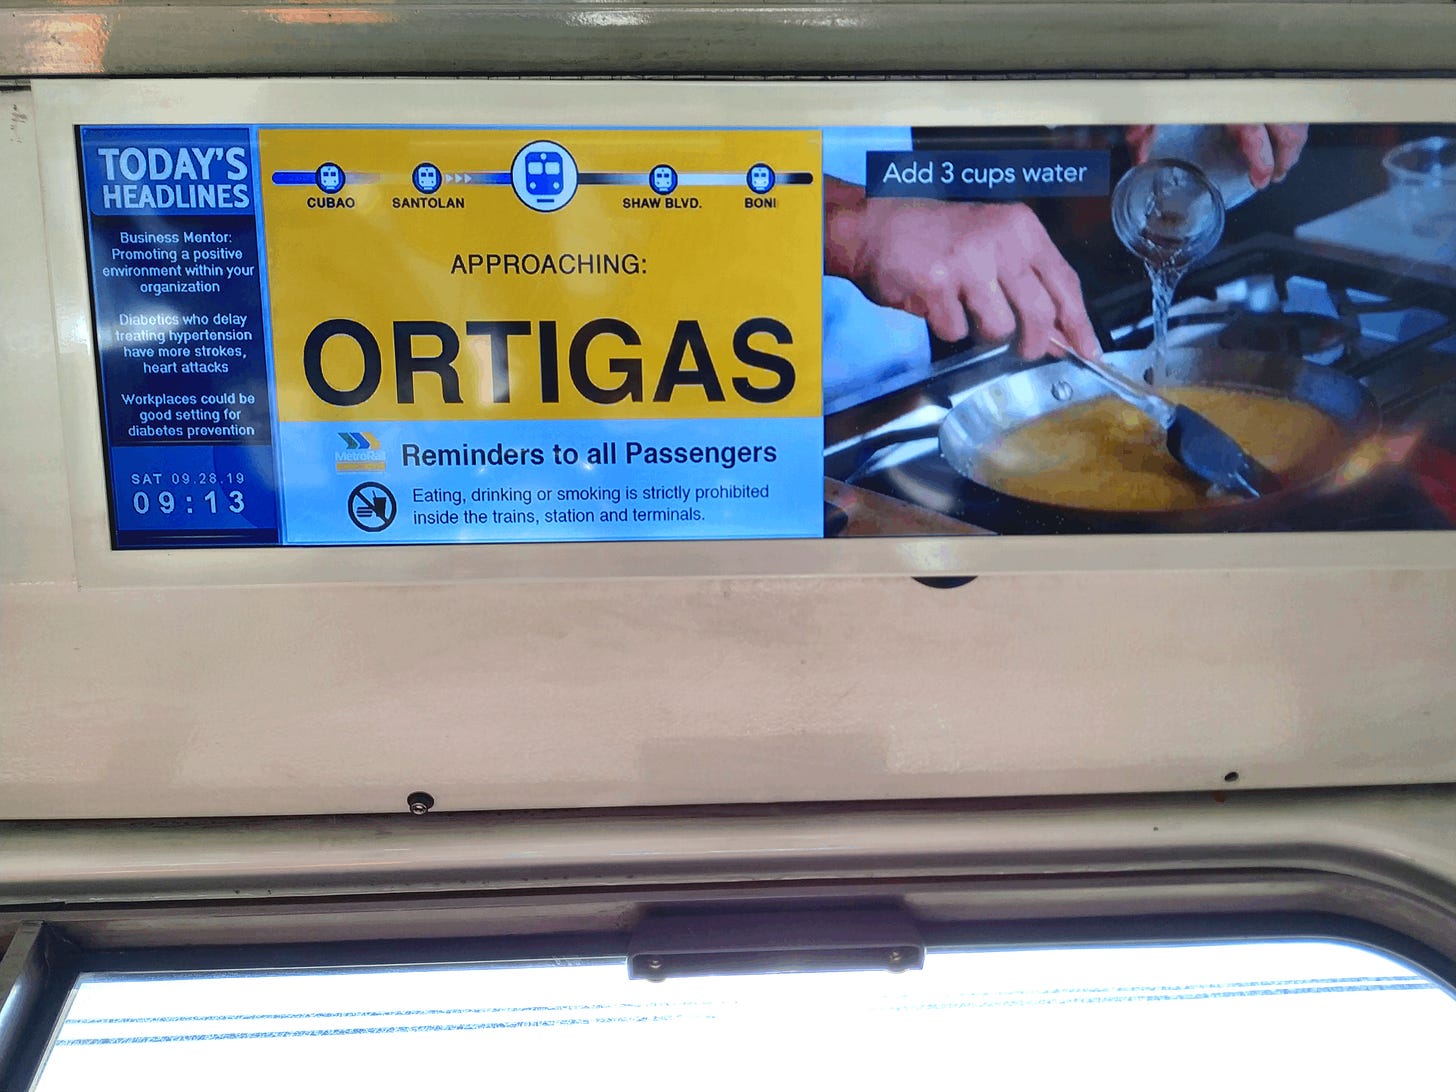 TODAY'S
HEADLINES
Business Mentor:
Promoting a positive
environment within your
organization
Diabetics who delay
treating hypertension
have more strokes,
heart attacks
Workplaces could be
good setting for
diabetes prevention
SAT 09.28.19
09:13
CUBAO
SANTOLAN
SHAW BLVD.
BONI
APPROACHING:
ORTIGAS
MetroRail
Reminders to all Passengers
Eating, drinking or smoking is strictly prohibited
inside the trains, station and terminals.
Add 3 cups water